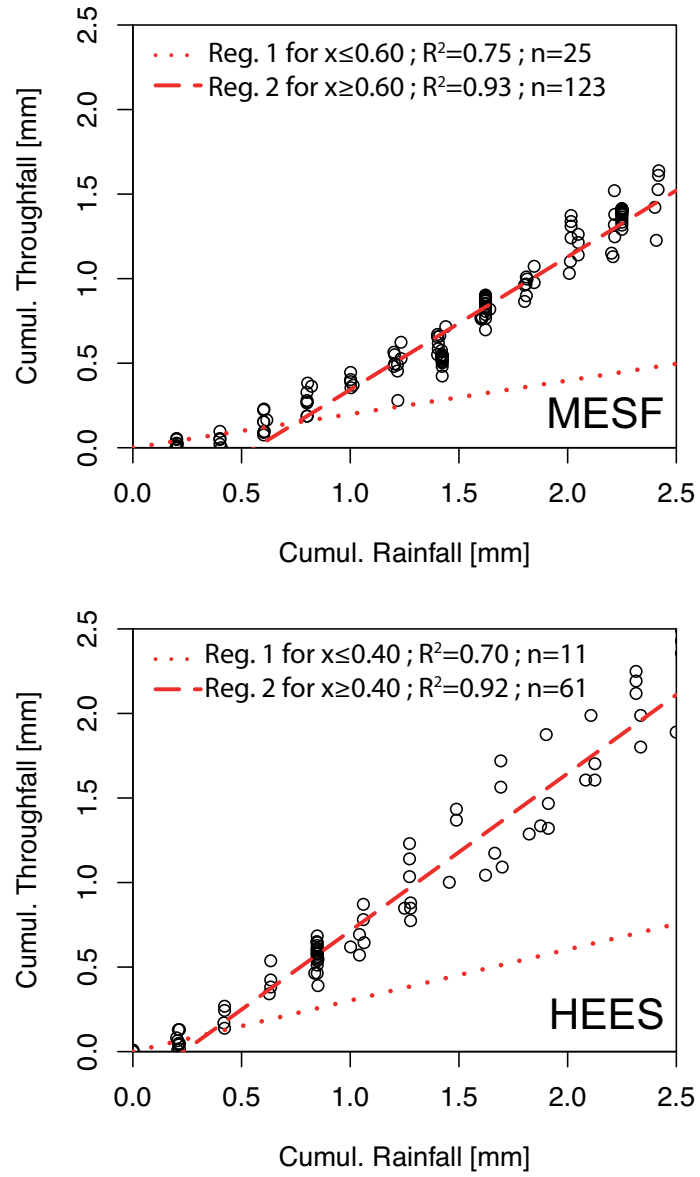 Cumul. Throughfall [mm]
2.5
2.0
1.5
1.0
0.5
0.0
Reg. 1 for x≤0.60 ; R²=0.75 ; n=25
Reg. 2 for x≥0.60 ; R²=0.93 ; n=123
MESF
0.0 0.5 1.0 1.5 2.0 2.5
Cumul. Rainfall [mm]
Cumul. Throughfall [mm]
2.5
2.0
1.5
1.0
0.5
0.0
Reg. 1 for x≤0.40 ; R²=0.70 ; n=11
Reg. 2 for x≥0.40 ; R²=0.92 ; n=61
HEES
0.0 0.5 1.0 1.5 2.0 2.5
Cumul. Rainfall [mm]